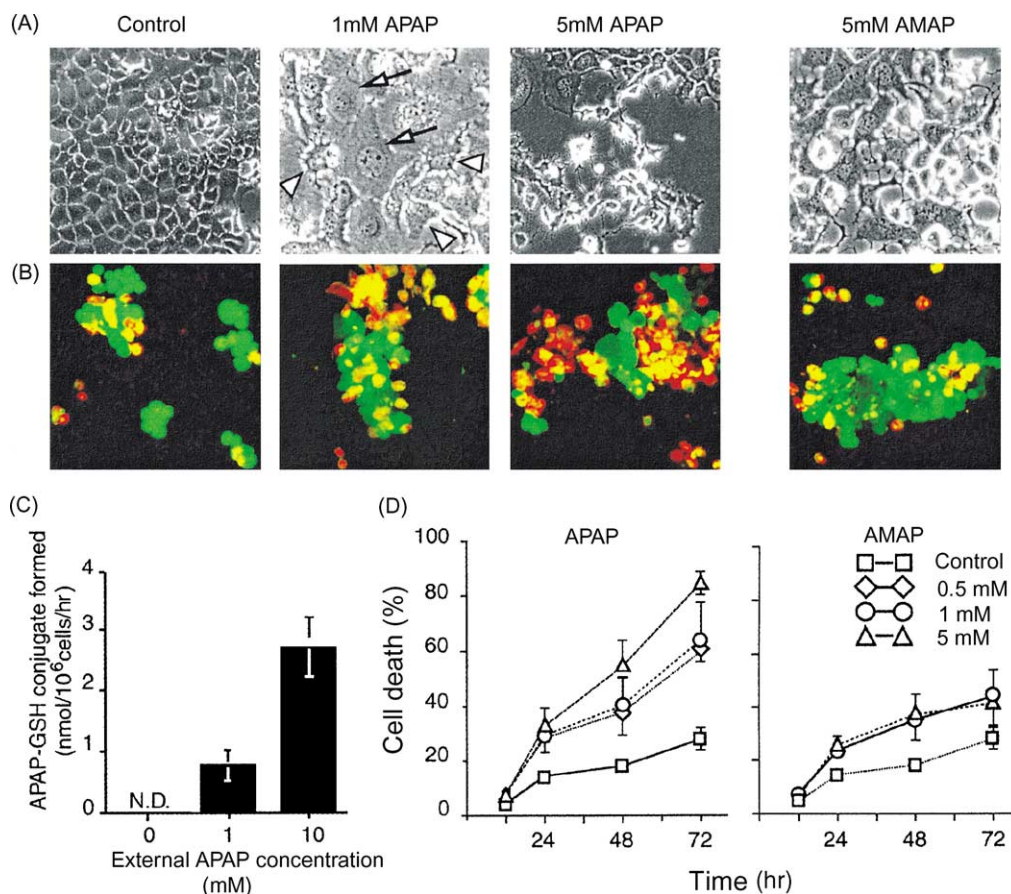 (A)
Control
1mM APAP
5mM APAP
5mM AMAP
(B)
(C)
APAP-GSH conjugate formed
(nmol/10⁶cells/hr)
4
3
2
1
0
N.D.
0
1
10
External APAP concentration
(mM)
(D)
Cell death (%)
100
80
60
40
20
0
APAP
24
48
72
AMAP
Control
0.5 mM
1 mM
5 mM
24
48
72
Time (hr)